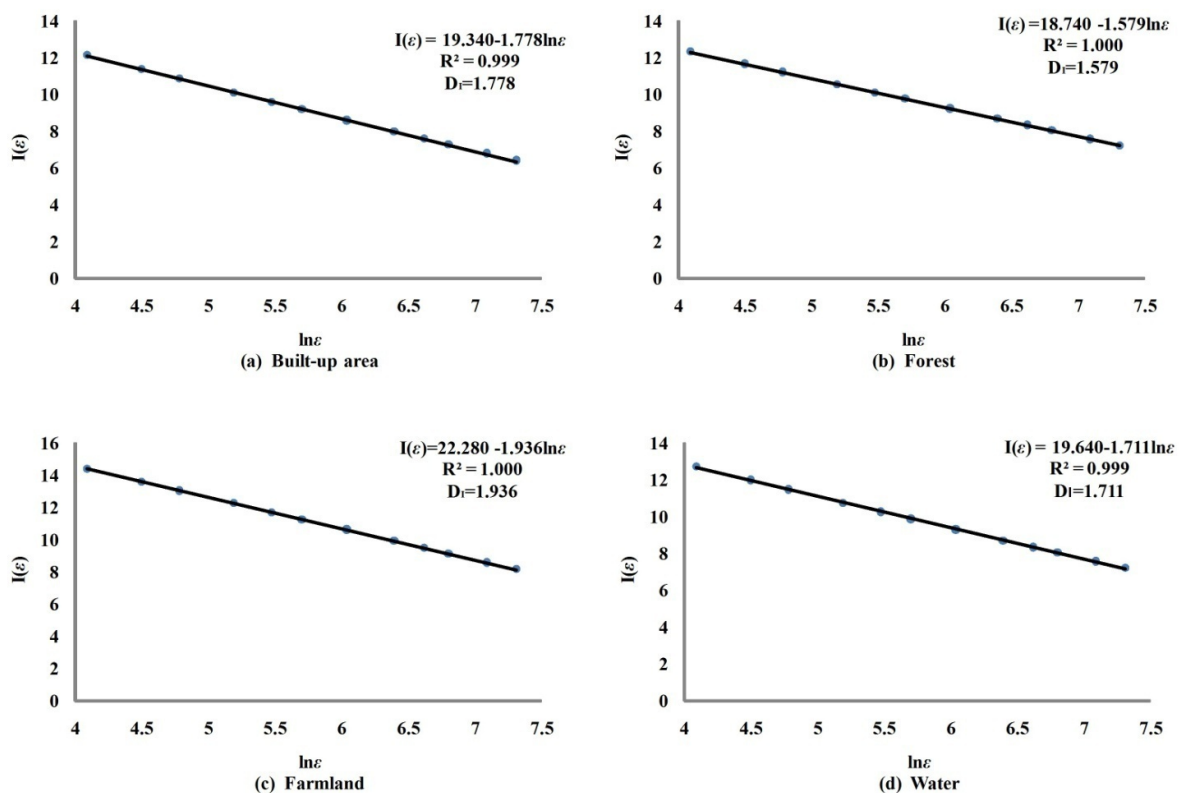 14
12
10
8
6
4
2
0
I(ε)
4 4.5 5 5.5 6 6.5 7 7.5
lnε
I(ε) = 19.340-1.778lnε
R² = 0.999
D₁=1.778
(a) Built-up area
14
12
10
8
6
4
2
0
I(ε)
4 4.5 5 5.5 6 6.5 7 7.5
lnε
I(ε) =18.740 -1.579lnε
R² = 1.000
D₁=1.579
(b) Forest
16
14
12
10
8
6
4
2
0
I(ε)
4 4.5 5 5.5 6 6.5 7 7.5
lnε
I(ε)=22.280 -1.936lnε
R² = 1.000
D₁=1.936
(c) Farmland
14
12
10
8
6
4
2
0
I(ε)
4 4.5 5 5.5 6 6.5 7 7.5
lnε
I(ε) = 19.640-1.711lnε
R² = 0.999
Dl=1.711
(d) Water